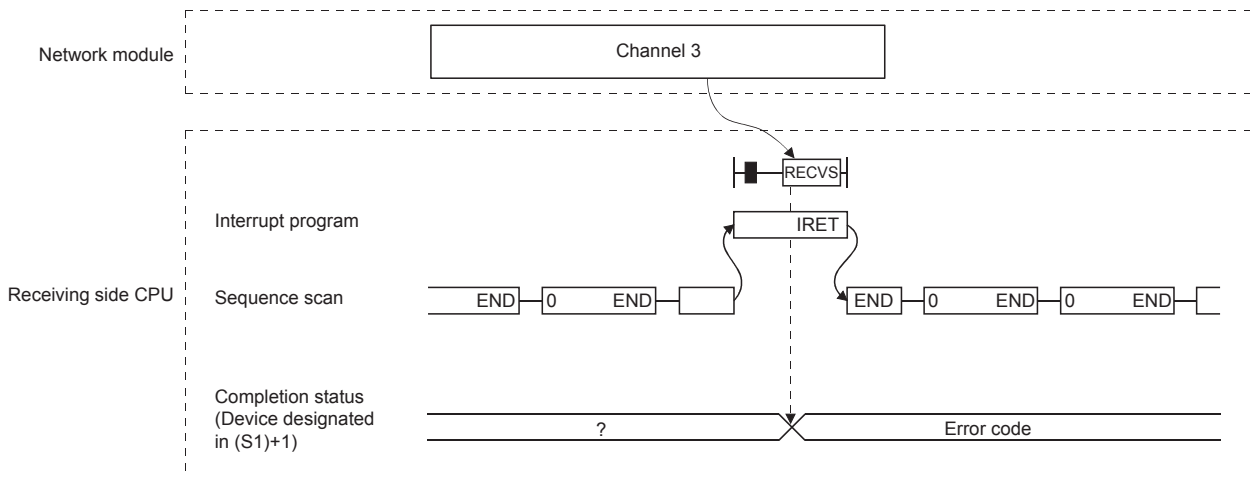 Network module
Channel 3
RECVS
Interrupt program
IRET
Receiving side CPU
Sequence scan
END 0 END END 0 END 0 END
Completion status
(Device designated
in (S1)+1)
?
Error code